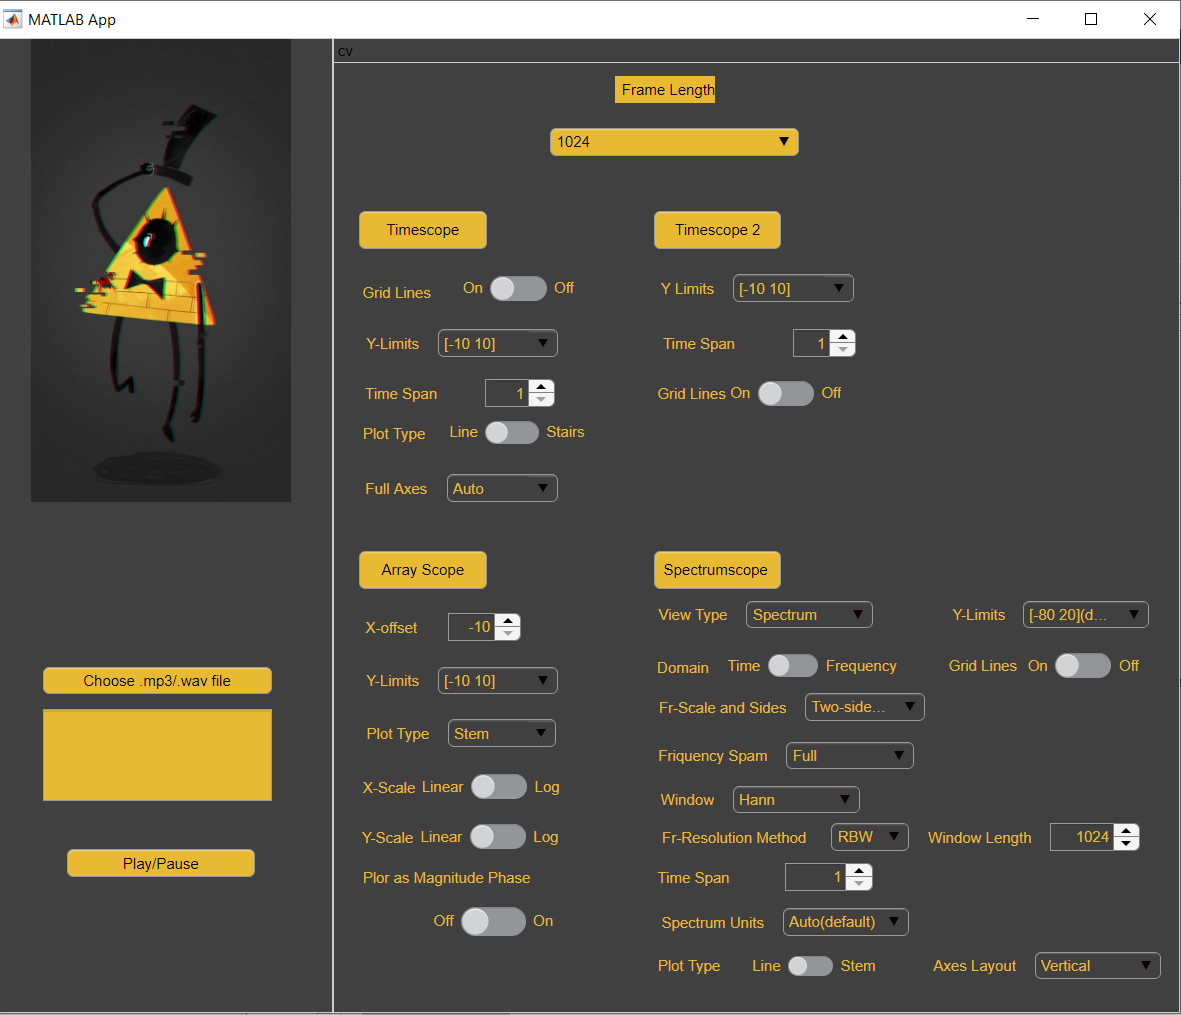 MATLAB App
cv
Frame Length
1024
Timescope
Grid Lines On Off
Y-Limits [-10 10]
Time Span 1
Plot Type Line Stairs
Full Axes Auto
Timescope 2
Y Limits [-10 10]
Time Span 1
Grid Lines On Off
Array Scope
X-offset -10
Y-Limits [-10 10]
Plot Type Stem
X-Scale Linear Log
Y-Scale Linear Log
Plor as Magnitude Phase
Off On
Spectrumscope
View Type Spectrum Y-Limits [-80 20](d...
Domain Time Frequency Grid Lines On Off
Fr-Scale and Sides Two-side...
Friquency Spam Full
Window Hann
Fr-Resolution Method RBW Window Length 1024
Time Span 1
Spectrum Units Auto(default)
Plot Type Line Stem Axes Layout Vertical
Choose .mp3/.wav file
Play/Pause